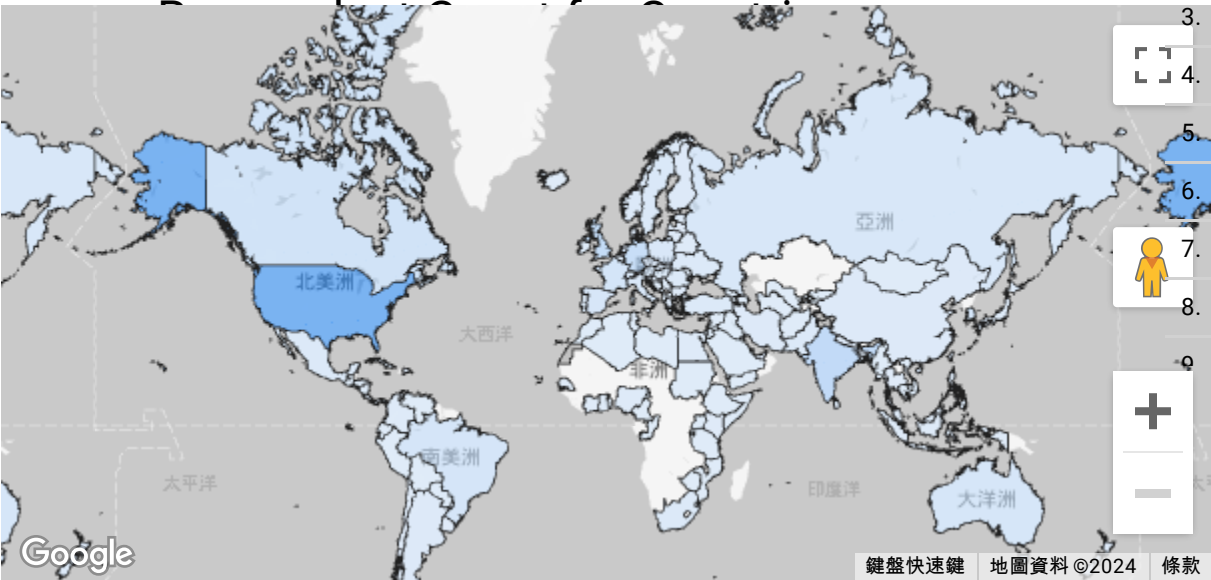 3.
4.
5.
6.
7.
8.
9
亞洲
北美洲
大西洋
非洲
南美洲
太平洋
印度洋
大洋洲
Google
鍵盤快速鍵
地圖資料 ©2024
條款